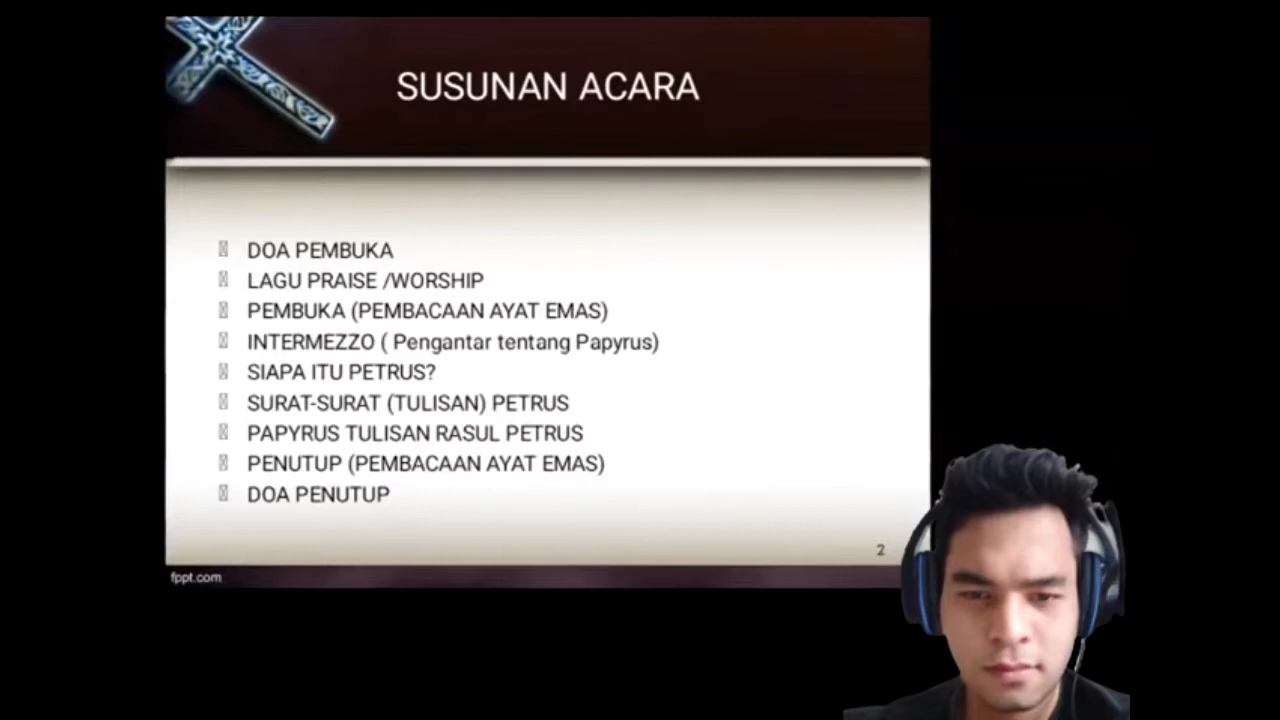 SUSUNAN ACARA
DOA PEMBUKA
LAGU PRAISE /WORSHIP
PEMBUKA (PEMBACAAN AYAT EMAS)
INTERMEZZO ( Pengantar tentang Papyrus)
SIAPA ITU PETRUS?
SURAT-SURAT (TULISAN) PETRUS
PAPYRUS TULISAN RASUL PETRUS
PENUTUP (PEMBACAAN AYAT EMAS)
DOA PENUTUP
2
fppt.com